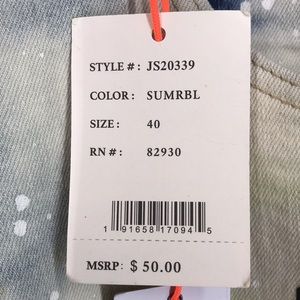 STYLE #: JS20339
COLOR: SUMRBL
SIZE: 40
RN #: 82930
1 91658 17094 5
MSRP: $ 50.00